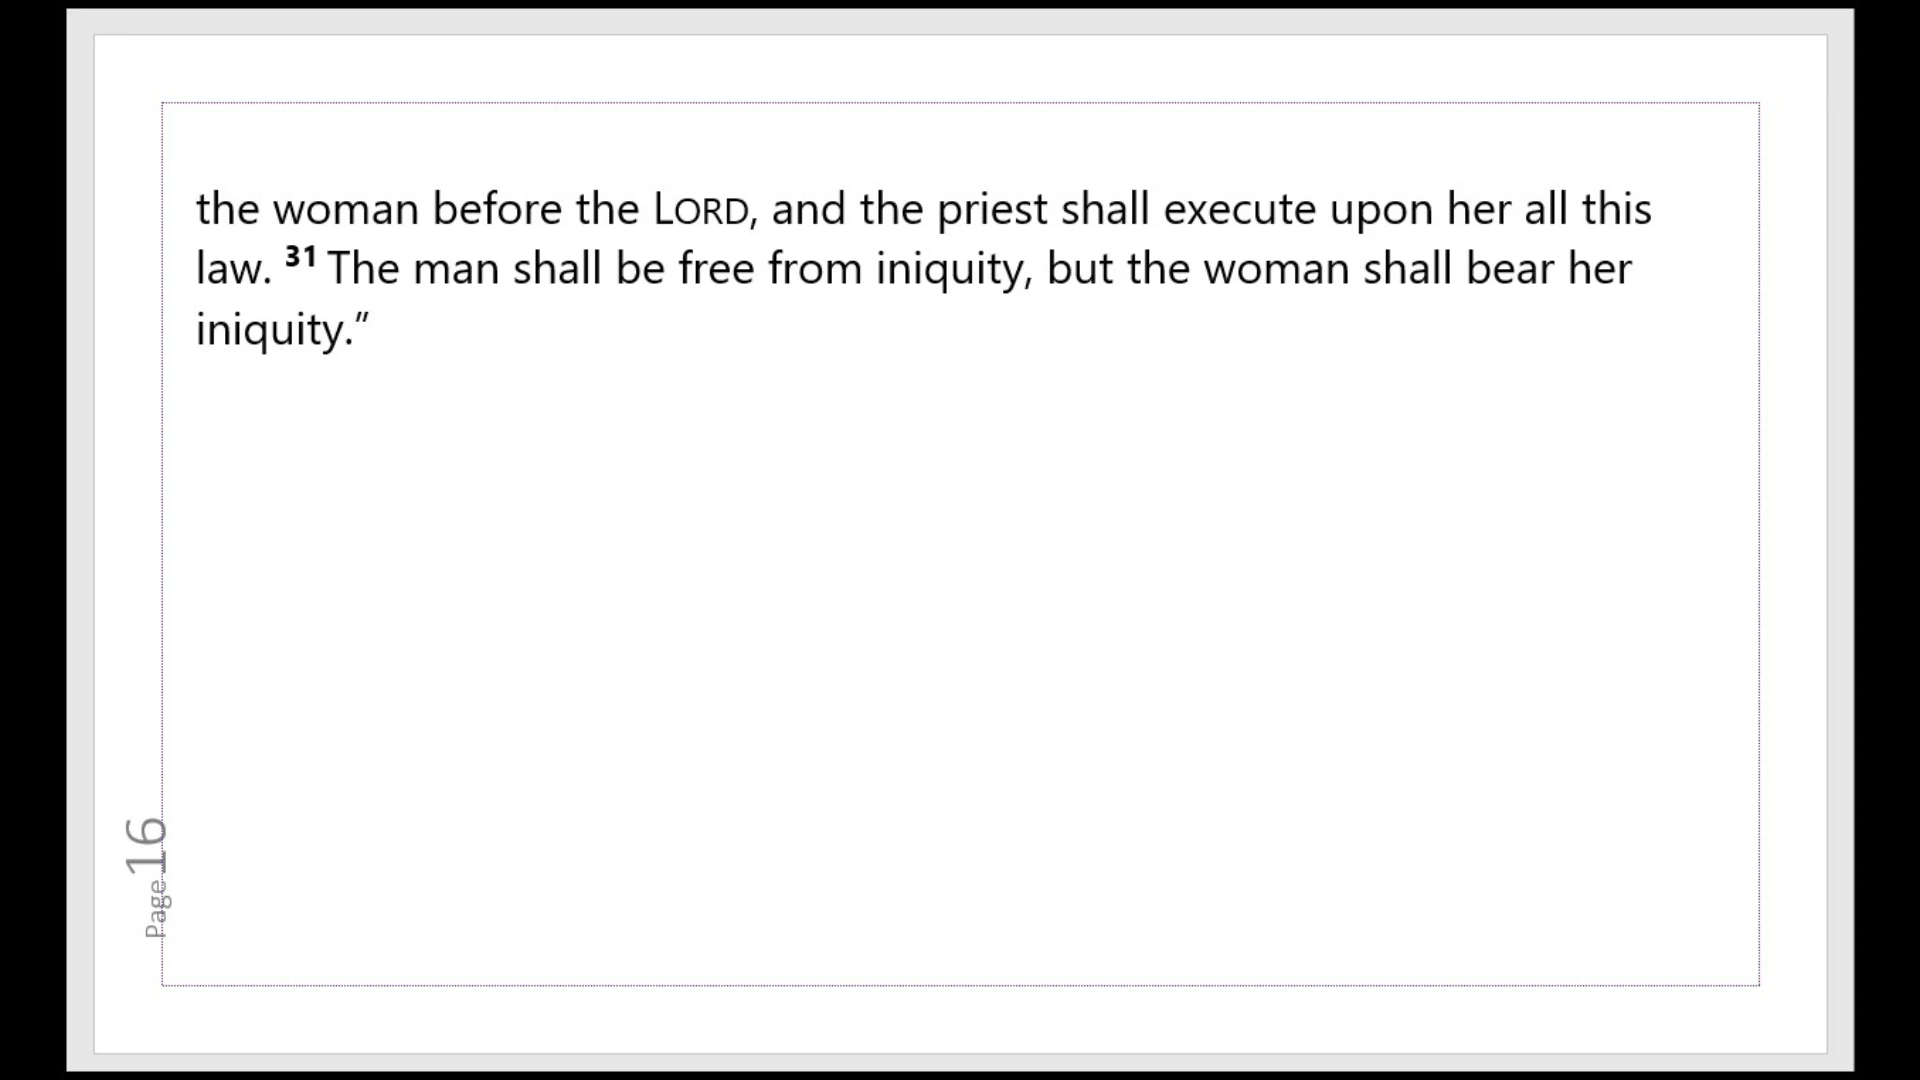 the woman before the LORD, and the priest shall execute upon her all this
law. 31 The man shall be free from iniquity, but the woman shall bear her
iniquity.”
Page 16